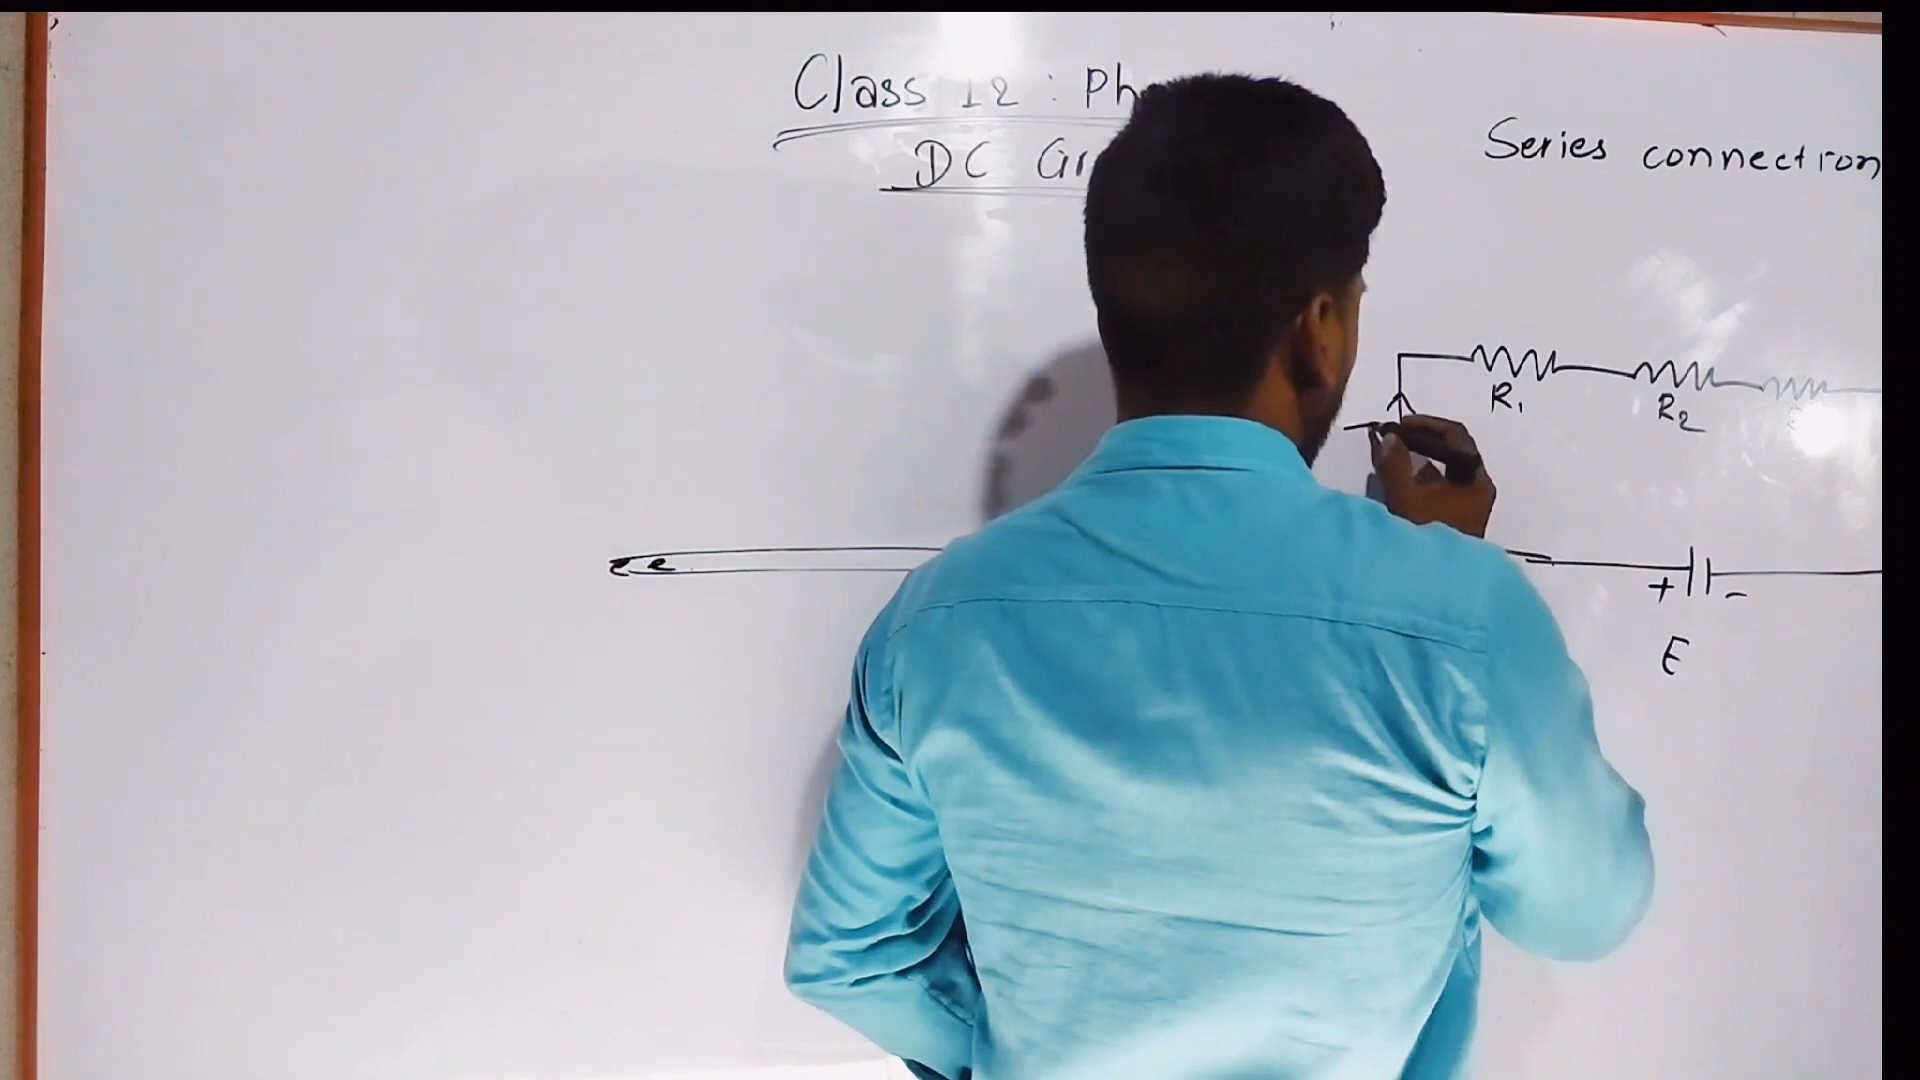 Class 12 : Ph
DC
Series connection
R1
R2
e e
+ -
E